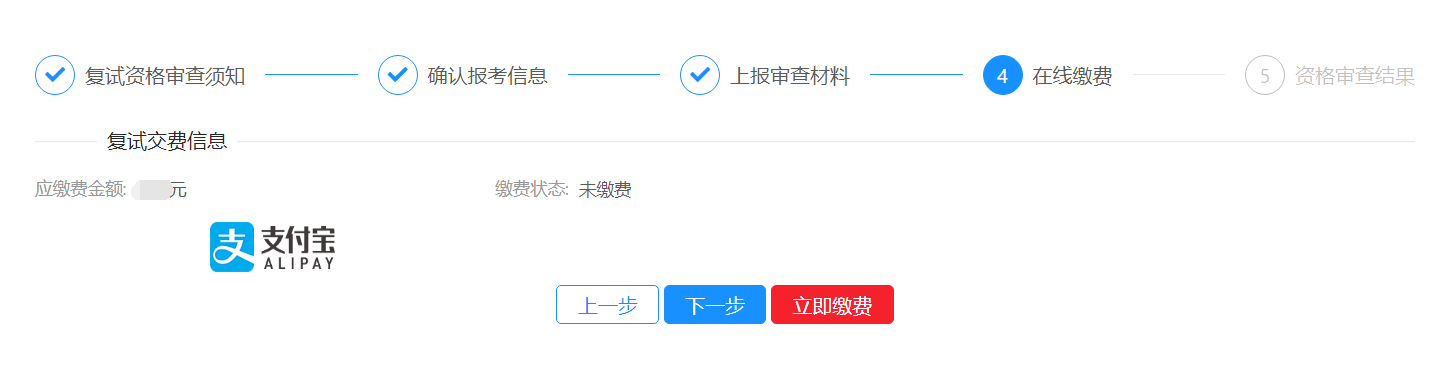 复试资格审查须知 确认报考信息 上报审查材料 4 在线缴费 5 资格审查结果
复试交费信息
应缴费金额: 元 缴费状态: 未缴费
支 支付宝
ALIPAY
上一步 下一步 立即缴费